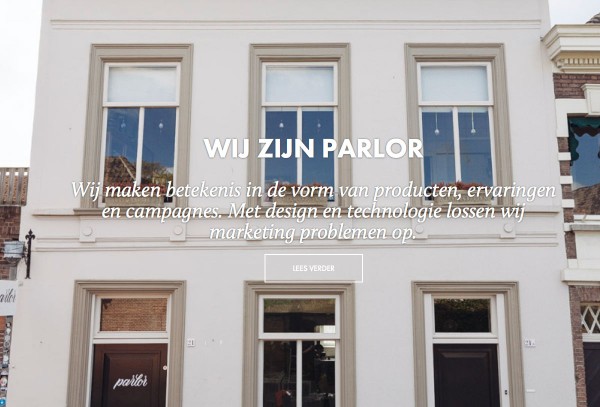 WIJ ZIJN PARLOR
Wij maken betekenis in de vorm van producten, ervaringen
en campagnes. Met design en technologie lossen wij
marketing problemen op.
LEES VERDER
parlor
parlor